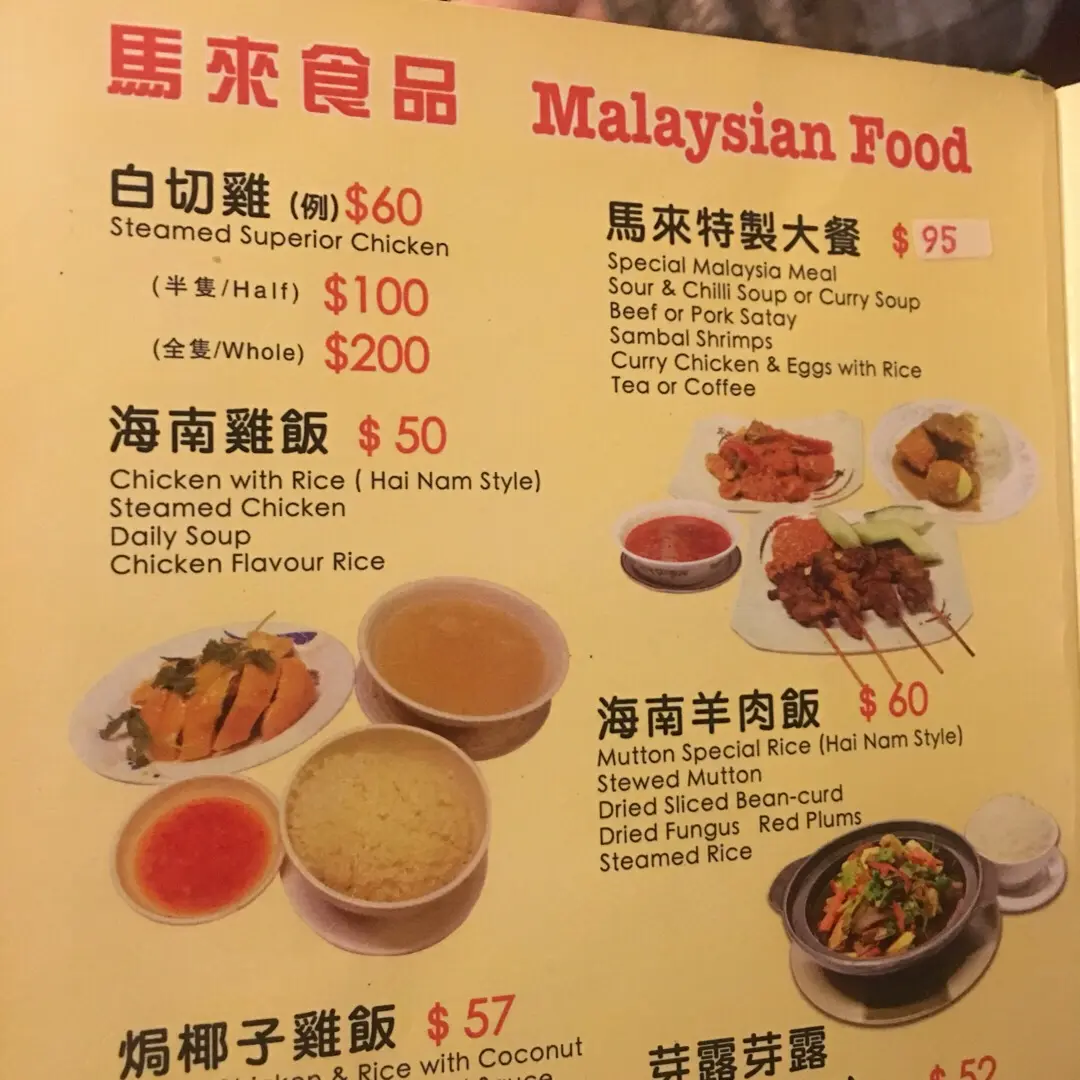 馬來食品 Malaysian Food
白切雞 (例) $60
Steamed Superior Chicken
(半隻/Half) $100
(全隻/Whole) $200
海南雞飯 $50
Chicken with Rice ( Hai Nam Style)
Steamed Chicken
Daily Soup
Chicken Flavour Rice
焗椰子雞飯 $57
& Rice with Coconut
馬來特製大餐 $95
Special Malaysia Meal
Sour & Chilli Soup or Curry Soup
Beef or Pork Satay
Sambal Shrimps
Curry Chicken & Eggs with Rice
Tea or Coffee
海南羊肉飯 $60
Mutton Special Rice (Hai Nam Style)
Stewed Mutton
Dried Sliced Bean-curd
Dried Fungus Red Plums
Steamed Rice
芽露芽露 $52